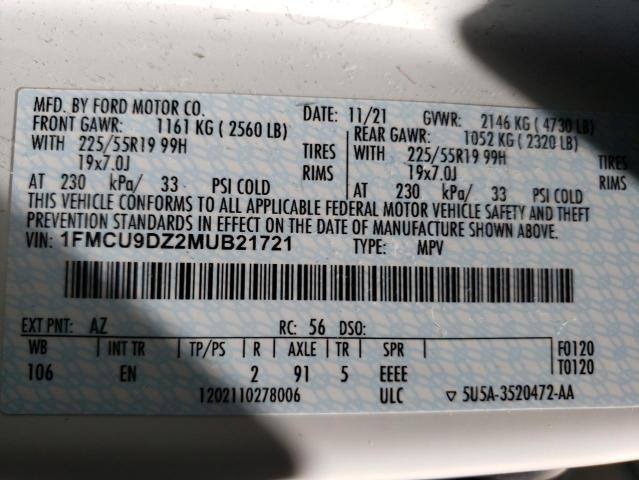 MFD. BY FORD MOTOR CO. DATE: 11/21 GVWR: 2146 KG ( 4730 LB)
FRONT GAWR: 1161 KG ( 2560 LB) REAR GAWR: 1052 KG ( 2320 LB)
WITH 225/55R19 99H TIRES WITH 225/55R19 99H TIRES
19x7.0J RIMS 19x7.0J RIMS
AT 230 kPa/ 33 PSI COLD AT 230 kPa/ 33 PSI COLD
THIS VEHICLE CONFORMS TO ALL APPLICABLE FEDERAL MOTOR VEHICLE SAFETY AND THEFT
PREVENTION STANDARDS IN EFFECT ON THE DATE OF MANUFACTURE SHOWN ABOVE.
VIN: 1FMCU9DZ2MUB21721 TYPE: MPV
EXT PNT: AZ RC: 56 DSO:
WB INT TR TP/PS R AXLE TR SPR F0120
106 EN 2 91 5 EEEE T0120
1202110278006 ULC ▽ 5U5A-3520472-AA